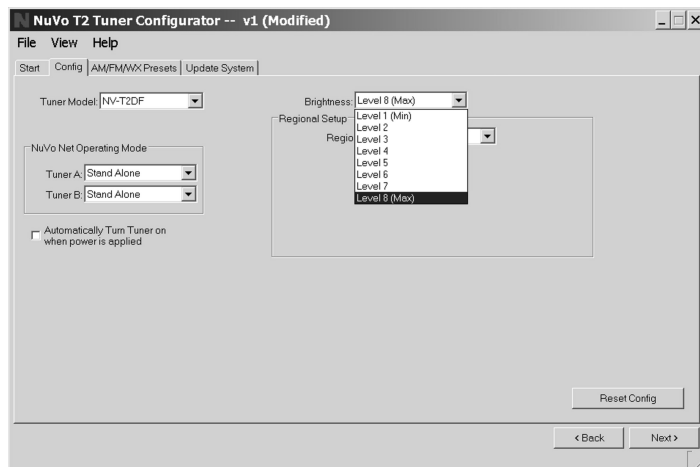 NuVo T2 Tuner Configurator -- v1 (Modified)
File View Help
Start Config AM/FM/WX Presets Update System
Tuner Model: NV-T2DF
Brightness: Level 8 (Max)
Level 1 (Min)
Level 2
Level 3
Level 4
Level 5
Level 6
Level 7
Level 8 (Max)
Regional Setup
Regio
NuVo Net Operating Mode
Tuner A: Stand Alone
Tuner B: Stand Alone
Automatically Turn Tuner on
when power is applied
Reset Config
< Back Next >